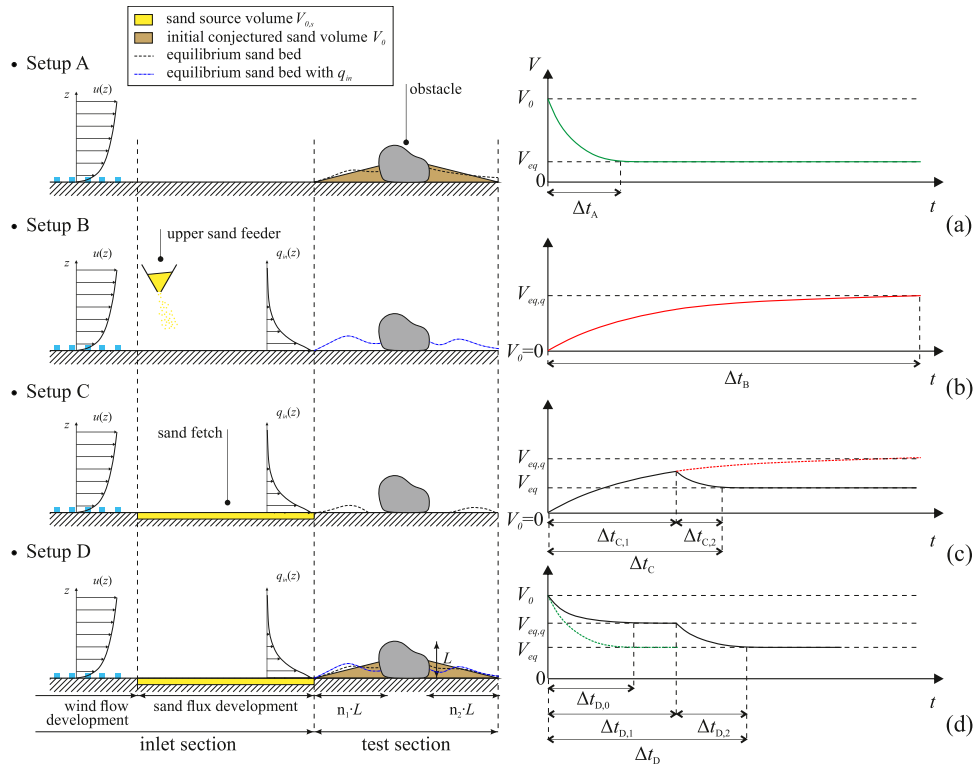 sand source volume V0,s
initial conjectured sand volume V0
equilibrium sand bed
equilibrium sand bed with qin
• Setup A
z
u(z)
obstacle
V
V0
Veq
0
ΔtA
t
(a)
• Setup B
upper sand feeder
z
u(z)
qin(z)
Veq,q
V0=0
ΔtB
t
(b)
• Setup C
sand fetch
z
u(z)
qin(z)
Veq,q
Veq
V0=0
ΔtC,1
ΔtC,2
ΔtC
t
(c)
• Setup D
z
u(z)
qin(z)
L
V0
Veq,q
Veq
0
ΔtD,0
ΔtD,1
ΔtD,2
ΔtD
t
(d)
wind flow
development
sand flux development
n1·L
n2·L
inlet section
test section